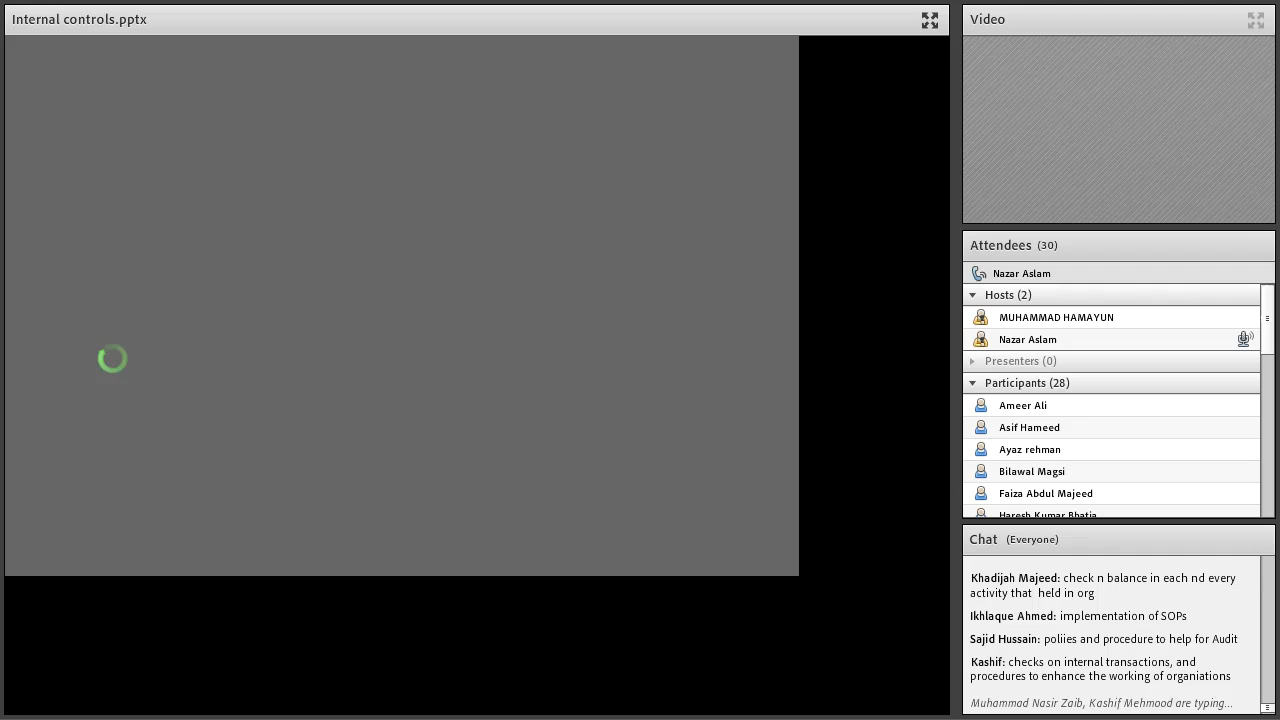 Internal controls.pptx
Video
Attendees (30)
Nazar Aslam
Hosts (2)
MUHAMMAD HAMAYUN
Nazar Aslam
Presenters (0)
Participants (28)
Ameer Ali
Asif Hameed
Ayaz rehman
Bilawal Magsi
Faiza Abdul Majeed
Haresh Kumar Bhatia
Chat (Everyone)
Khadijah Majeed: check n balance in each nd every
activity that held in org
Ikhlaque Ahmed: implementation of SOPs
Sajid Hussain: poliies and procedure to help for Audit
Kashif: checks on internal transactions, and
procedures to enhance the working of organiations
Muhammad Nasir Zaib, Kashif Mehmood are typing...